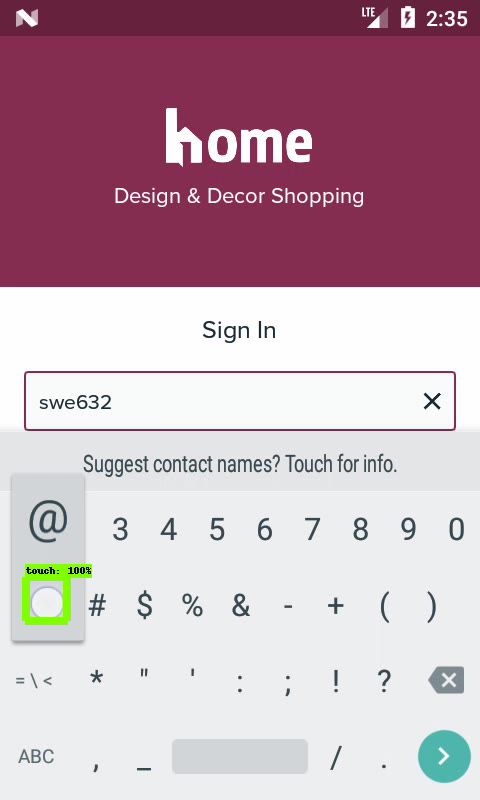 LTE 2:35
home
Design & Decor Shopping
Sign In
swe632
Suggest contact names? Touch for info.
@ 3 4 5 6 7 8 9 0
touch: 100%
# $ % & - + ( )
= \ < * " ' : ; ! ?
ABC , _ / .